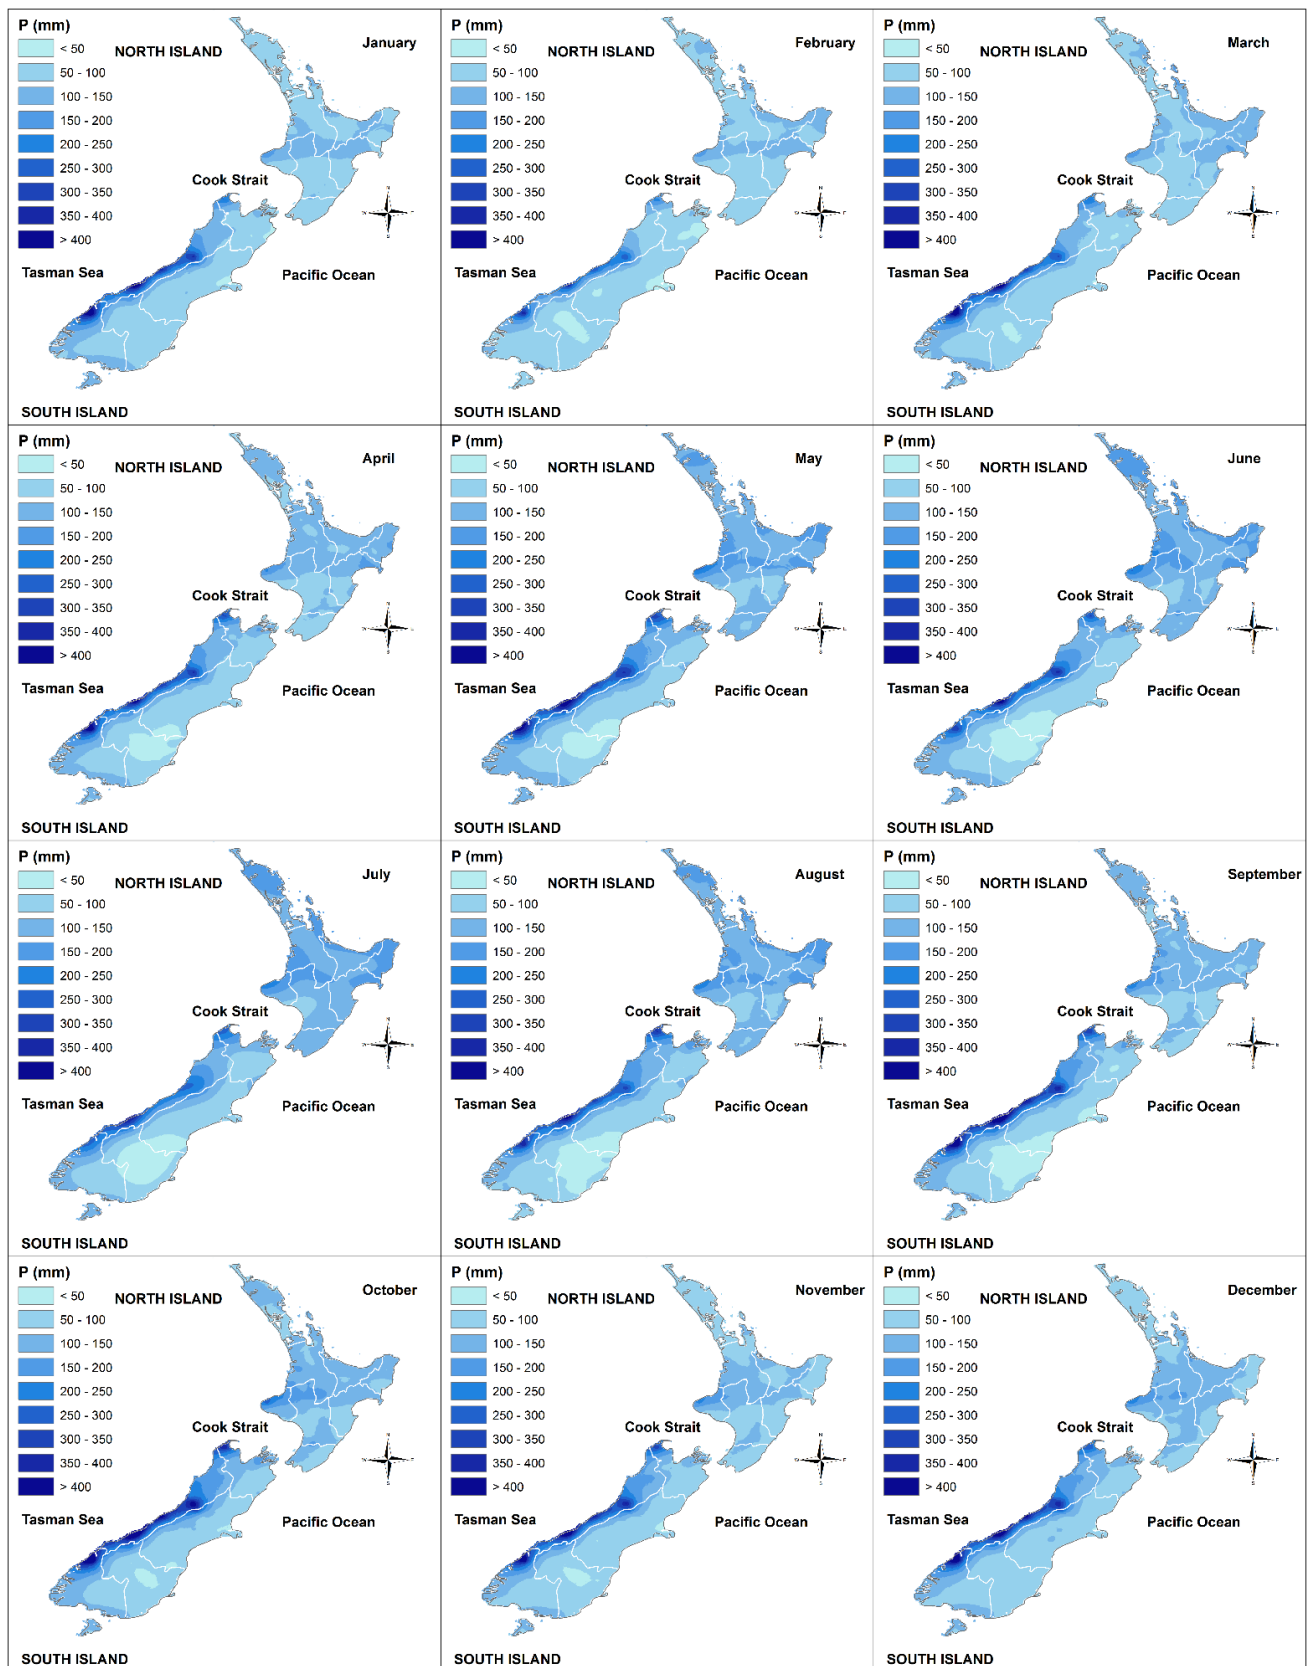 P (mm)
January
NORTH ISLAND
< 50
50 - 100
100 - 150
150 - 200
200 - 250
250 - 300
300 - 350
350 - 400
> 400
Cook Strait
N
W
E
S
Tasman Sea
Pacific Ocean
SOUTH ISLAND
P (mm)
February
NORTH ISLAND
< 50
50 - 100
100 - 150
150 - 200
200 - 250
250 - 300
300 - 350
350 - 400
> 400
Cook Strait
N
W
E
S
Tasman Sea
Pacific Ocean
SOUTH ISLAND
P (mm)
March
NORTH ISLAND
< 50
50 - 100
100 - 150
150 - 200
200 - 250
250 - 300
300 - 350
350 - 400
> 400
Cook Strait
N
W
E
S
Tasman Sea
Pacific Ocean
SOUTH ISLAND
P (mm)
April
NORTH ISLAND
< 50
50 - 100
100 - 150
150 - 200
200 - 250
250 - 300
300 - 350
350 - 400
> 400
Cook Strait
N
W
E
S
Tasman Sea
Pacific Ocean
SOUTH ISLAND
P (mm)
May
NORTH ISLAND
< 50
50 - 100
100 - 150
150 - 200
200 - 250
250 - 300
300 - 350
350 - 400
> 400
Cook Strait
N
W
E
S
Tasman Sea
Pacific Ocean
SOUTH ISLAND
P (mm)
June
NORTH ISLAND
< 50
50 - 100
100 - 150
150 - 200
200 - 250
250 - 300
300 - 350
350 - 400
> 400
Cook Strait
N
W
E
S
Tasman Sea
Pacific Ocean
SOUTH ISLAND
P (mm)
July
NORTH ISLAND
< 50
50 - 100
100 - 150
150 - 200
200 - 250
250 - 300
300 - 350
350 - 400
> 400
Cook Strait
N
W
E
S
Tasman Sea
Pacific Ocean
SOUTH ISLAND
P (mm)
August
NORTH ISLAND
< 50
50 - 100
100 - 150
150 - 200
200 - 250
250 - 300
300 - 350
350 - 400
> 400
Cook Strait
N
W
E
S
Tasman Sea
Pacific Ocean
SOUTH ISLAND
P (mm)
September
NORTH ISLAND
< 50
50 - 100
100 - 150
150 - 200
200 - 250
250 - 300
300 - 350
350 - 400
> 400
Cook Strait
N
W
E
S
Tasman Sea
Pacific Ocean
SOUTH ISLAND
P (mm)
October
NORTH ISLAND
< 50
50 - 100
100 - 150
150 - 200
200 - 250
250 - 300
300 - 350
350 - 400
> 400
Cook Strait
N
W
E
S
Tasman Sea
Pacific Ocean
SOUTH ISLAND
P (mm)
November
NORTH ISLAND
< 50
50 - 100
100 - 150
150 - 200
200 - 250
250 - 300
300 - 350
350 - 400
> 400
Cook Strait
N
W
E
S
Tasman Sea
Pacific Ocean
SOUTH ISLAND
P (mm)
December
NORTH ISLAND
< 50
50 - 100
100 - 150
150 - 200
200 - 250
250 - 300
300 - 350
350 - 400
> 400
Cook Strait
N
W
E
S
Tasman Sea
Pacific Ocean
SOUTH ISLAND